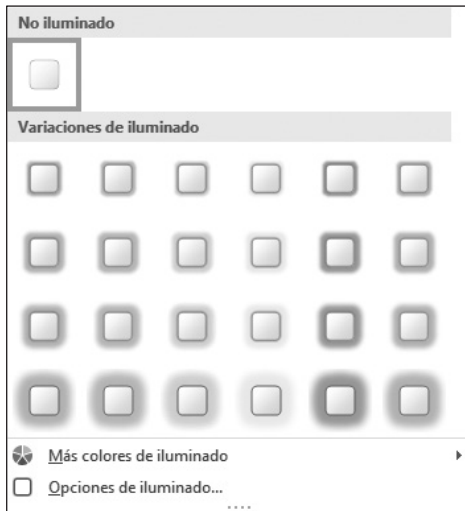 No iluminado
Variaciones de iluminado
Más colores de iluminado
Opciones de iluminado...